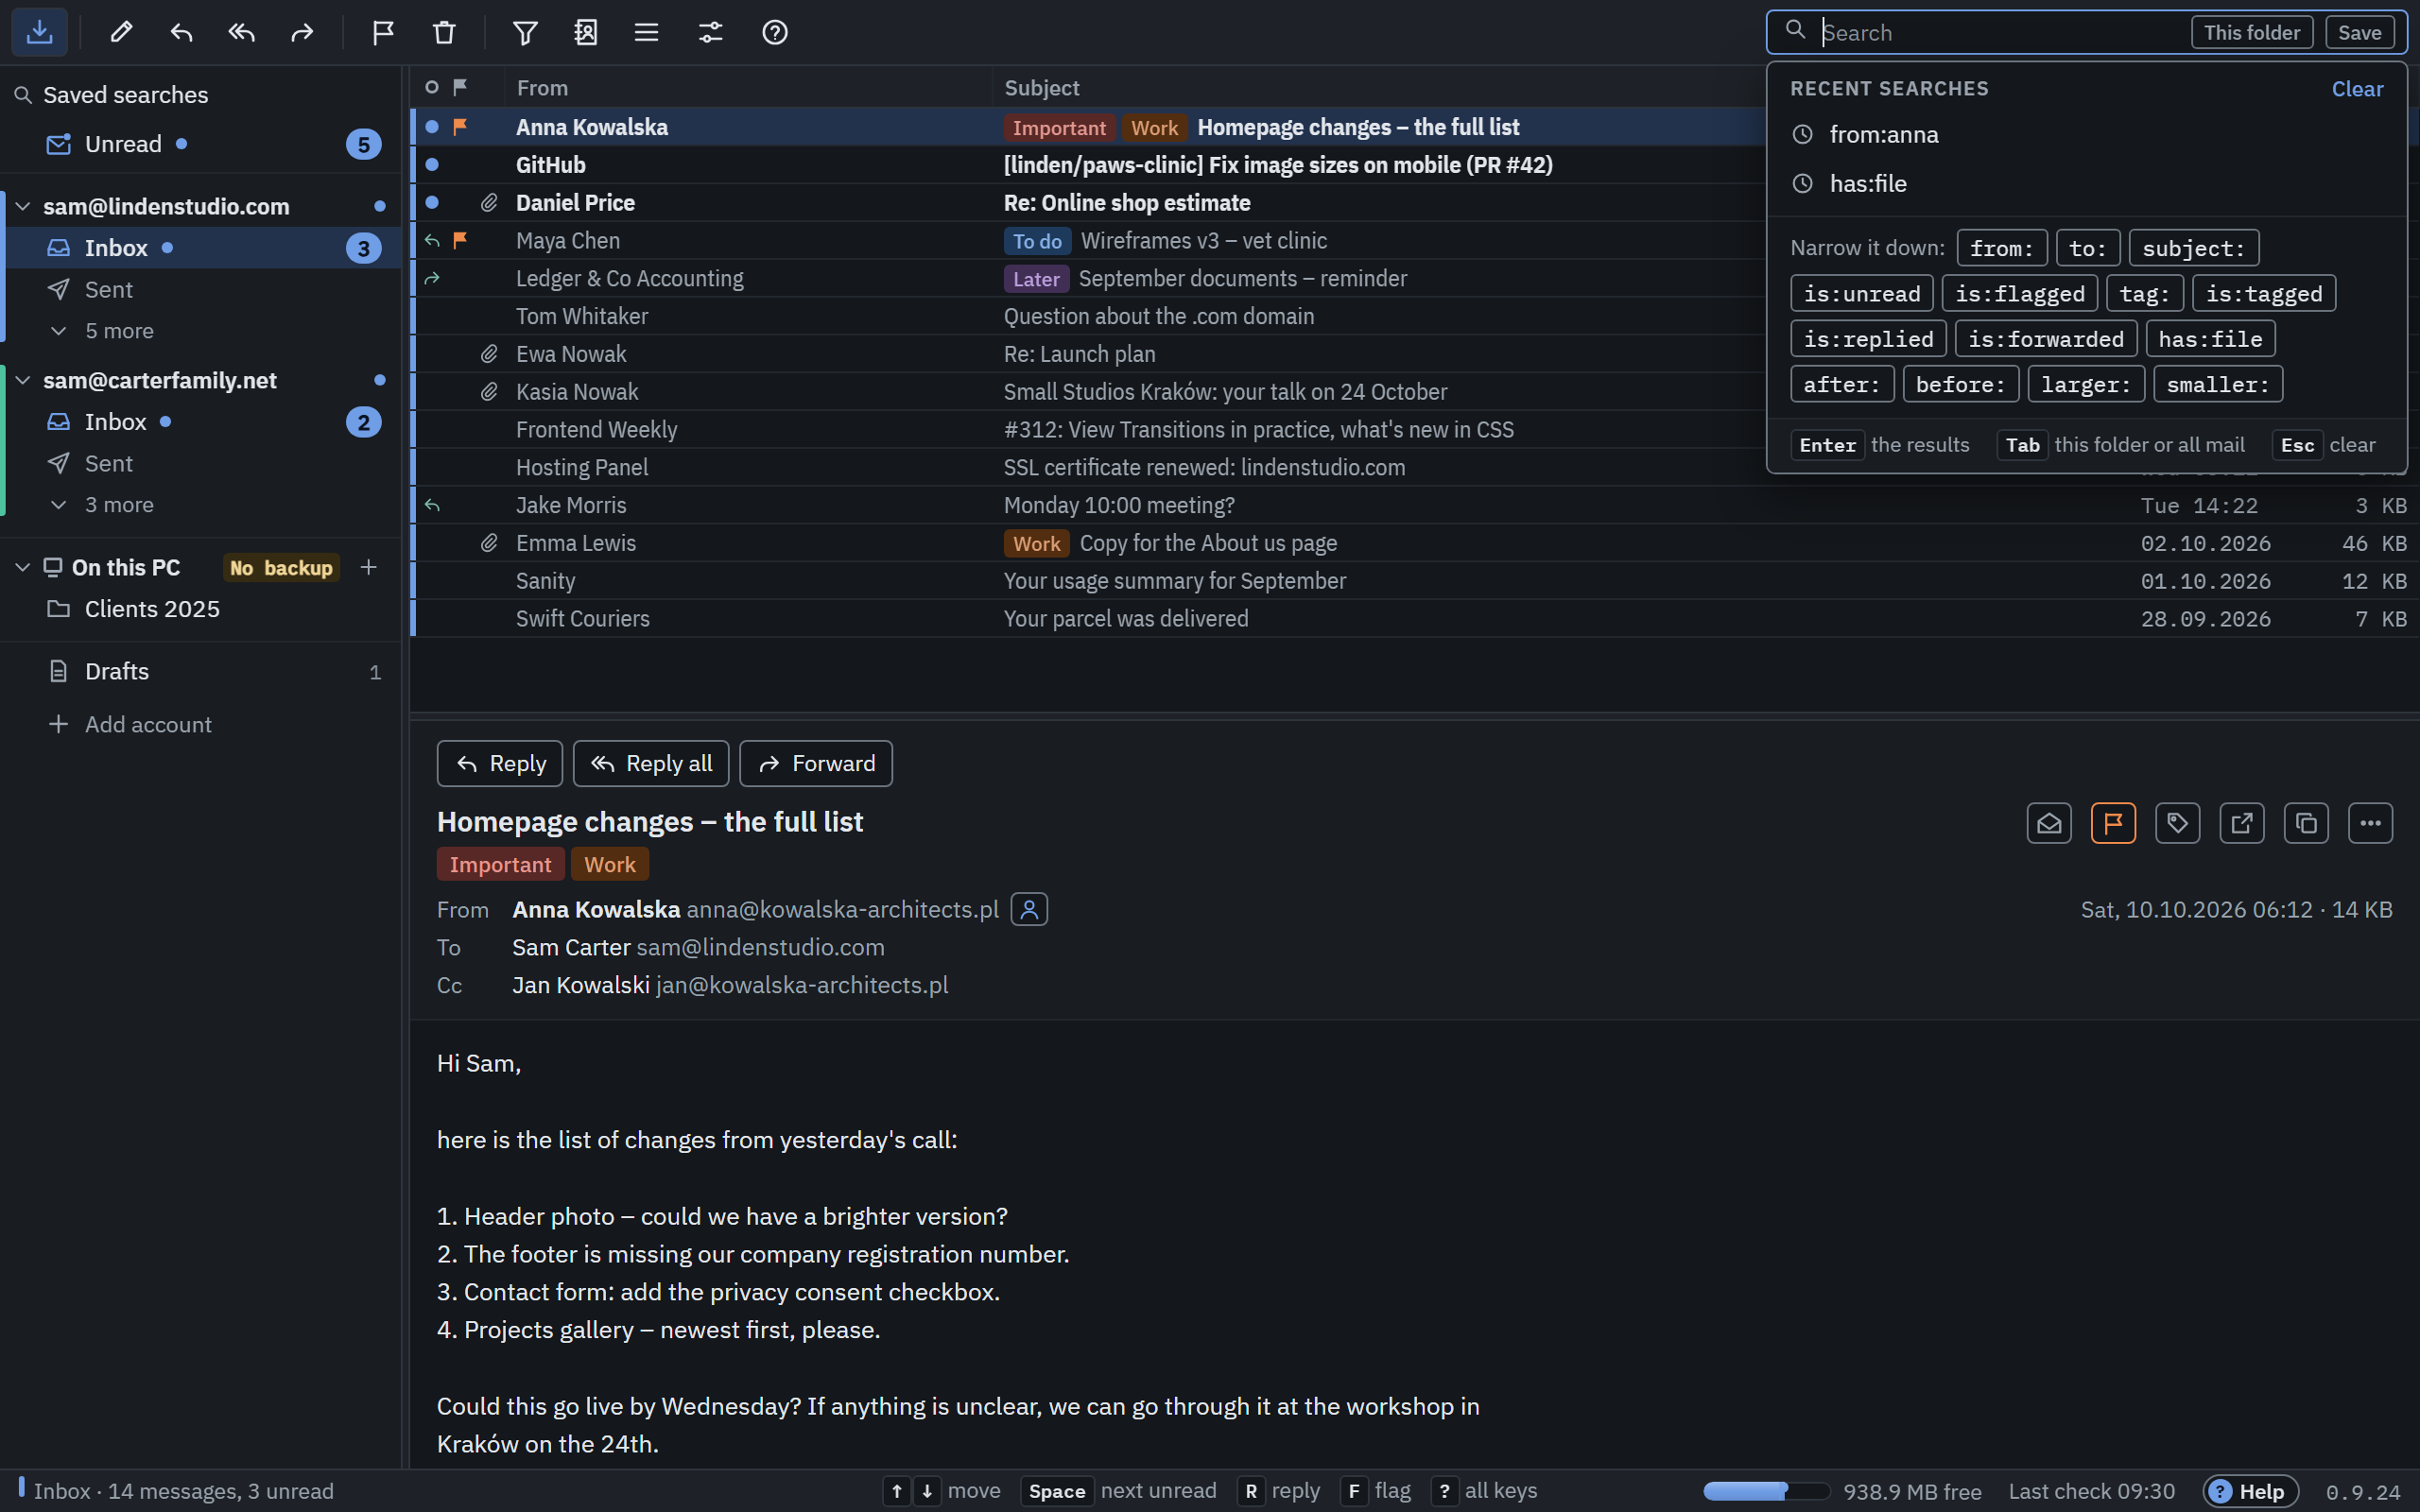 Search This folder Save
RECENT SEARCHES Clear
from:anna
has:file
Narrow it down: from: to: subject:
is:unread is:flagged tag: is:tagged
is:replied is:forwarded has:file
after: before: larger: smaller:
Enter the results Tab this folder or all mail Esc clear
Saved searches
Unread 5
sam@lindenstudio.com
Inbox 3
Sent
5 more
sam@carterfamily.net
Inbox 2
Sent
3 more
On this PC No backup
Clients 2025
Drafts 1
Add account
From Subject
Anna Kowalska Important Work Homepage changes – the full list
GitHub [linden/paws-clinic] Fix image sizes on mobile (PR #42)
Daniel Price Re: Online shop estimate
Maya Chen To do Wireframes v3 – vet clinic
Ledger & Co Accounting Later September documents – reminder
Tom Whitaker Question about the .com domain
Ewa Nowak Re: Launch plan
Kasia Nowak Small Studios Kraków: your talk on 24 October
Frontend Weekly #312: View Transitions in practice, what's new in CSS
Hosting Panel SSL certificate renewed: lindenstudio.com
Jake Morris Monday 10:00 meeting? Tue 14:22 3 KB
Emma Lewis Work Copy for the About us page 02.10.2026 46 KB
Sanity Your usage summary for September 01.10.2026 12 KB
Swift Couriers Your parcel was delivered 28.09.2026 7 KB
Reply Reply all Forward
Homepage changes – the full list
Important Work
From Anna Kowalska anna@kowalska-architects.pl Sat, 10.10.2026 06:12 · 14 KB
To Sam Carter sam@lindenstudio.com
Cc Jan Kowalski jan@kowalska-architects.pl
Hi Sam,
here is the list of changes from yesterday's call:
1. Header photo – could we have a brighter version?
2. The footer is missing our company registration number.
3. Contact form: add the privacy consent checkbox.
4. Projects gallery – newest first, please.
Could this go live by Wednesday? If anything is unclear, we can go through it at the workshop in
Kraków on the 24th.
Inbox · 14 messages, 3 unread ↑ ↓ move Space next unread R reply F flag ? all keys 938.9 MB free Last check 09:30 ? Help 0.9.24